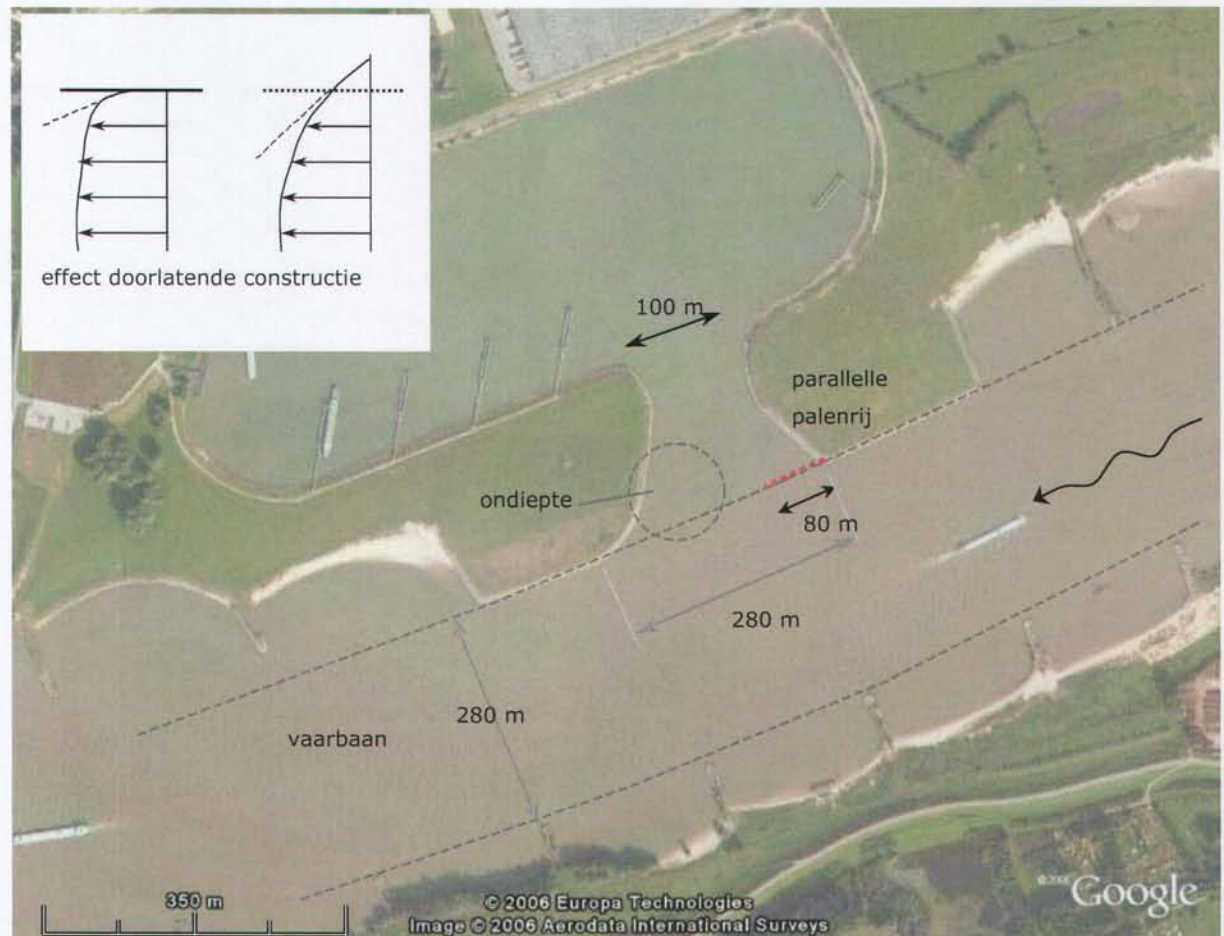 effect doorlatende constructie
100 m
parallelle
palenrij
ondiepte
80 m
280 m
280 m
vaarbaan
350 m
© 2006 Europa Technologies
Image © 2006 Aerodata International Surveys
©2006 Google